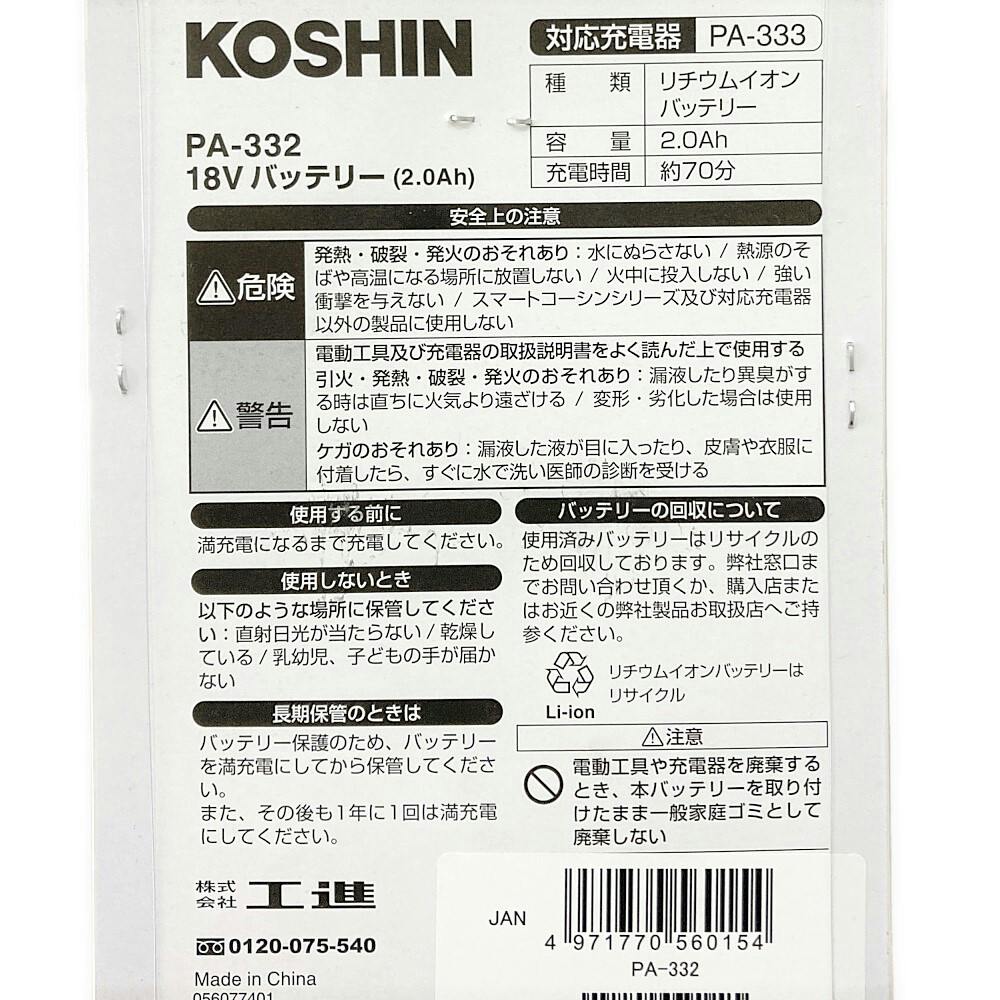 KOSHIN
PA-332
18V バッテリー (2.0Ah)
対応充電器 PA-333
種類 リチウムイオン
バッテリー
容量 2.0Ah
充電時間 約70分
安全上の注意
危険
発熱・破裂・発火のおそれあり：水にぬらさない / 熱源のそ
ばや高温になる場所に放置しない / 火中に投入しない / 強い
衝撃を与えない / スマートコーシンシリーズ及び対応充電器
以外の製品に使用しない
警告
電動工具及び充電器の取扱説明書をよく読んだ上で使用する
引火・発熱・破裂・発火のおそれあり：漏液したり異臭がす
る時は直ちに火気より遠ざける / 変形・劣化した場合は使用
しない
ケガのおそれあり：漏液した液が目に入ったり、皮膚や衣服に
付着したら、すぐに水で洗い医師の診断を受ける
使用する前に
満充電になるまで充電してください。
使用しないとき
以下のような場所に保管してくださ
い：直射日光が当たらない / 乾燥し
ている / 乳幼児、子どもの手が届か
ない
長期保管のときは
バッテリー保護のため、バッテリー
を満充電にしてから保管してくださ
い。
また、その後も1年に1回は満充電
にしてください。
バッテリーの回収について
使用済みバッテリーはリサイクルの
ため回収しております。弊社窓口ま
でお問い合わせ頂くか、購入店また
はお近くの弊社製品お取扱店へご持
参ください。
リチウムイオンバッテリーは
リサイクル
Li-ion
注意
電動工具や充電器を廃棄する
とき、本バッテリーを取り付
けたまま一般家庭ゴミとして
廃棄しない
株式
会社 工進
0120-075-540
Made in China
056077401
JAN
4 971770 560154
PA-332